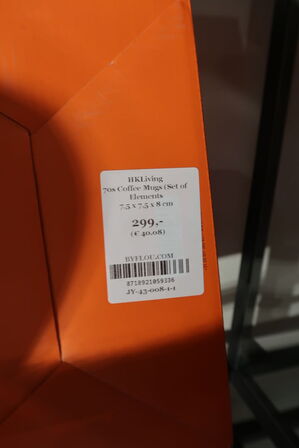 HKLiving
70s Coffee Mugs (Set of
Elements
7.5 x 7.5 x 8 cm
299,-
(€ 40.08)
BYFLOU.COM
8718921059336
JY-43-008-1-1